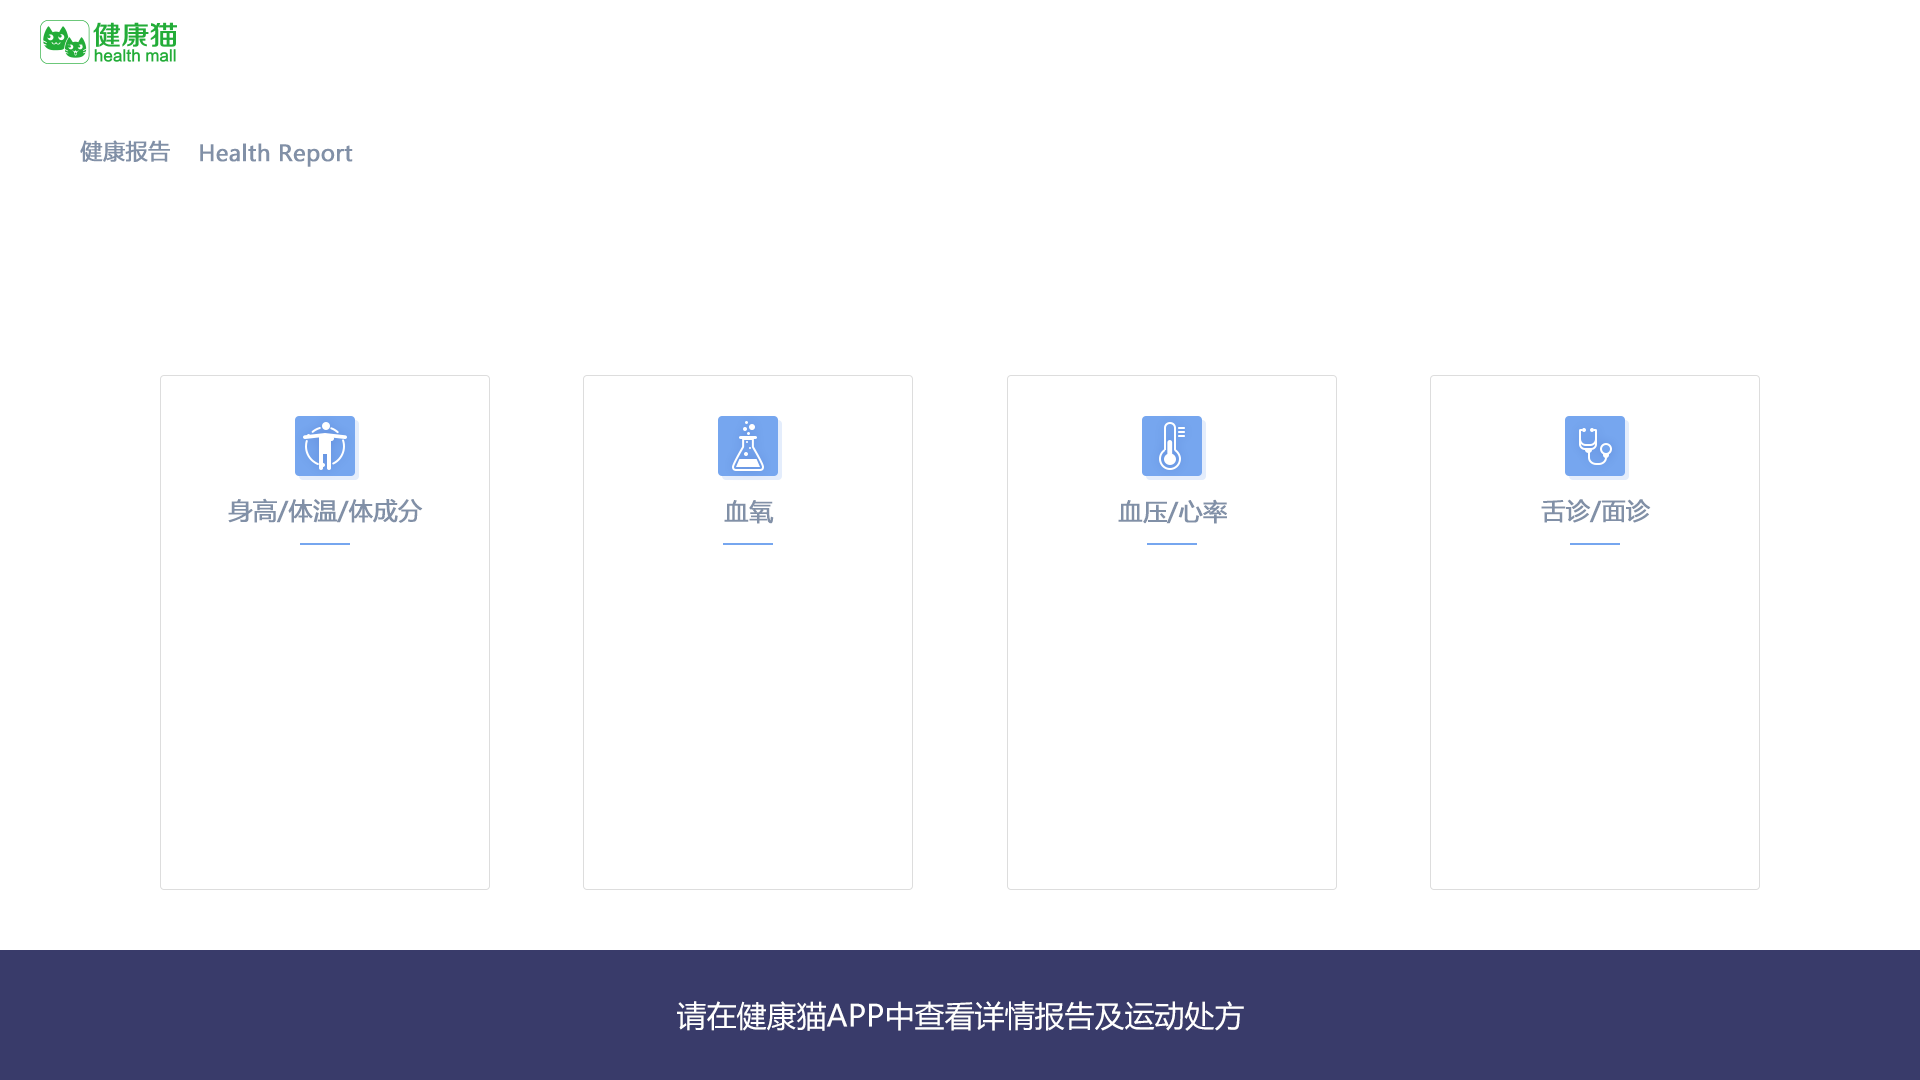 健康猫
health mall
健康报告 Health Report
身高/体温/体成分
血氧
血压/心率
舌诊/面诊
请在健康猫APP中查看详情报告及运动处方